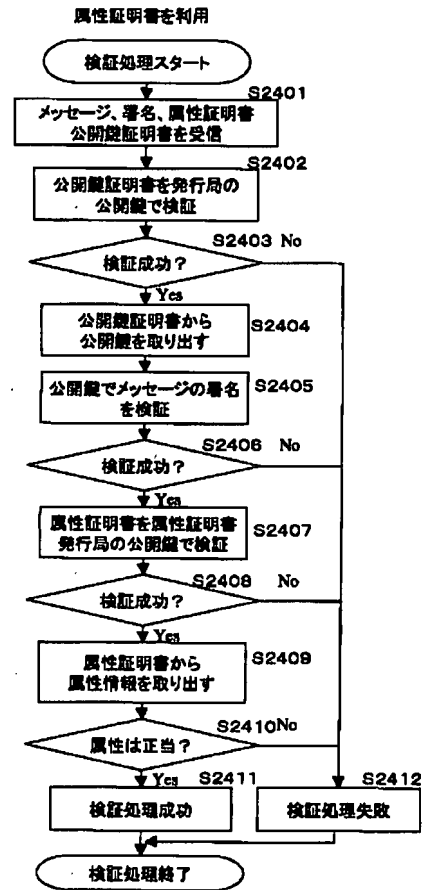 属性証明書を利用
検証処理スタート
S2401
メッセージ、署名、属性証明書
公開鍵証明書を受信
S2402
公開鍵証明書を発行局の
公開鍵で検証
S2403 No
検証成功?
Yes
公開鍵証明書から
公開鍵を取り出す
S2404
公開鍵でメッセージの署名
を検証
S2405
S2406 No
検証成功?
Yes
属性証明書を属性証明書
発行局の公開鍵で検証
S2407
S2408 No
検証成功?
Yes
属性証明書から
属性情報を取り出す
S2409
S2410 No
属性は正当?
Yes
S2411
検証処理成功
S2412
検証処理失敗
検証処理終了